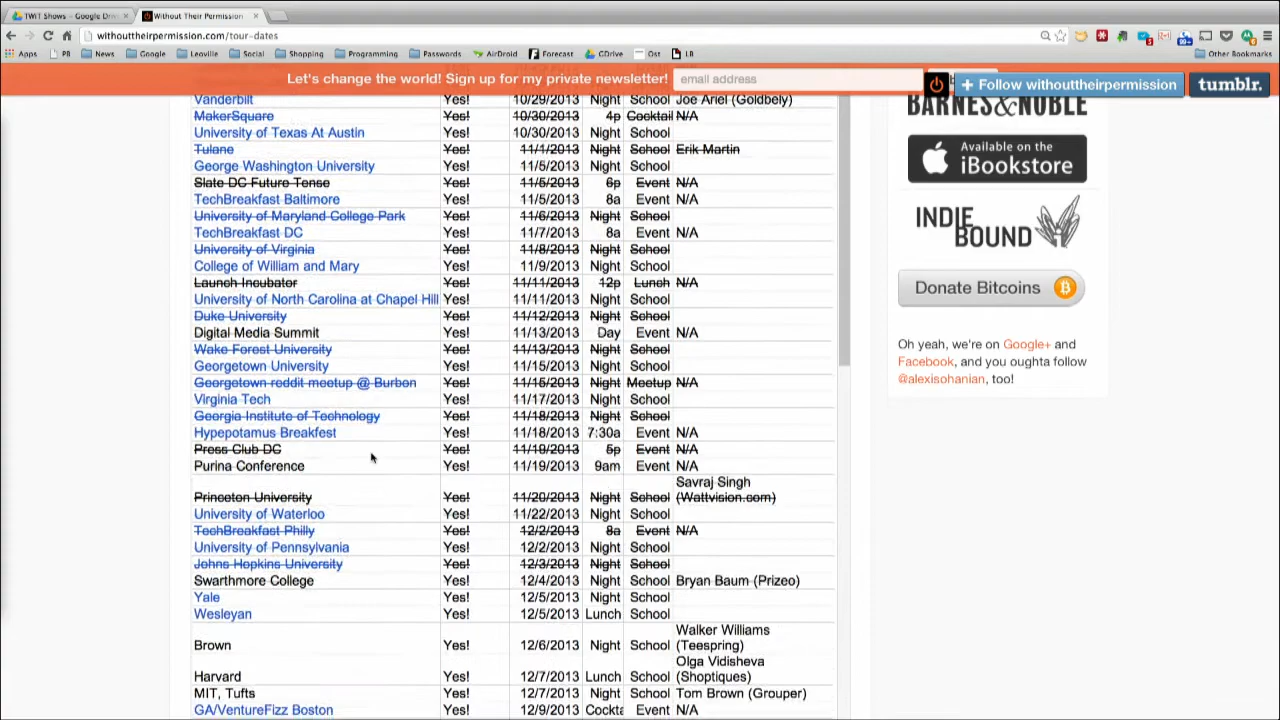 TWiT Shows - Google Driv
Without Their Permission
withouttheirpermission.com/tour-dates
Apps PB News Google Leoville Social Shopping Programming Passwords AirDroid Forecast GDrive Ost LB Other Bookmarks
Let's change the world! Sign up for my private newsletter! email address
+ Follow withouttheirpermission tumblr.
Vanderbilt Yes! 10/29/2013 Night School Joe Ariel (Goldbely)
MakerSquare Yes! 10/30/2013 4p Cocktail N/A
University of Texas At Austin Yes! 10/30/2013 Night School
Tulane Yes! 11/1/2013 Night School Erik Martin
George Washington University Yes! 11/5/2013 Night School
Slate DC Future Tense Yes! 11/5/2013 6p Event N/A
TechBreakfast Baltimore Yes! 11/5/2013 8a Event N/A
University of Maryland College Park Yes! 11/6/2013 Night School
TechBreakfast DC Yes! 11/7/2013 8a Event N/A
University of Virginia Yes! 11/8/2013 Night School
College of William and Mary Yes! 11/9/2013 Night School
Launch Incubator Yes! 11/11/2013 12p Lunch N/A
University of North Carolina at Chapel Hill Yes! 11/11/2013 Night School
Duke University Yes! 11/12/2013 Night School
Digital Media Summit Yes! 11/13/2013 Day Event N/A
Wake Forest University Yes! 11/13/2013 Night School
Georgetown University Yes! 11/15/2013 Night School
Georgetown reddit meetup @ Burbon Yes! 11/15/2013 Night Meetup N/A
Virginia Tech Yes! 11/17/2013 Night School
Georgia Institute of Technology Yes! 11/18/2013 Night School
Hypepotamus Breakfast Yes! 11/18/2013 7:30a Event N/A
Press Club DC Yes! 11/19/2013 5p Event N/A
Purina Conference Yes! 11/19/2013 9am Event N/A
Savraj Singh
Princeton University Yes! 11/20/2013 Night School (Wattvision.com)
University of Waterloo Yes! 11/22/2013 Night School
TechBreakfast Philly Yes! 12/2/2013 8a Event N/A
University of Pennsylvania Yes! 12/2/2013 Night School
Johns Hopkins University Yes! 12/3/2013 Night School
Swarthmore College Yes! 12/4/2013 Night School Bryan Baum (Prizeo)
Yale Yes! 12/5/2013 Night School
Wesleyan Yes! 12/5/2013 Lunch School
Walker Williams
Brown Yes! 12/6/2013 Night School (Teespring)
Olga Vidisheva
Harvard Yes! 12/7/2013 Lunch School (Shoptiques)
MIT, Tufts Yes! 12/7/2013 Night School Tom Brown (Grouper)
GA/VentureFizz Boston Yes! 12/9/2013 Cockta Event N/A
BARNES&NOBLE
Available on the
iBookstore
INDIE
BOUND
Donate Bitcoins
Oh yeah, we're on Google+ and
Facebook, and you oughta follow
@alexisohanian, too!